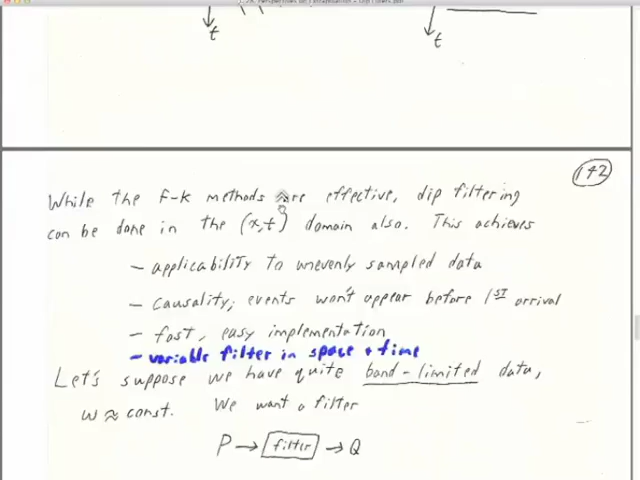 t
t
142
While the F-K methods are effective, dip filtering
can be done in the (x,t) domain also. This achieves
- applicability to unevenly sampled data
- causality; events won't appear before 1ST arrival
- fast, easy implementation
- variable filter in space + time
Let's suppose we have quite band-limited data,
ω ≈ const. We want a filter
P → filter → Q